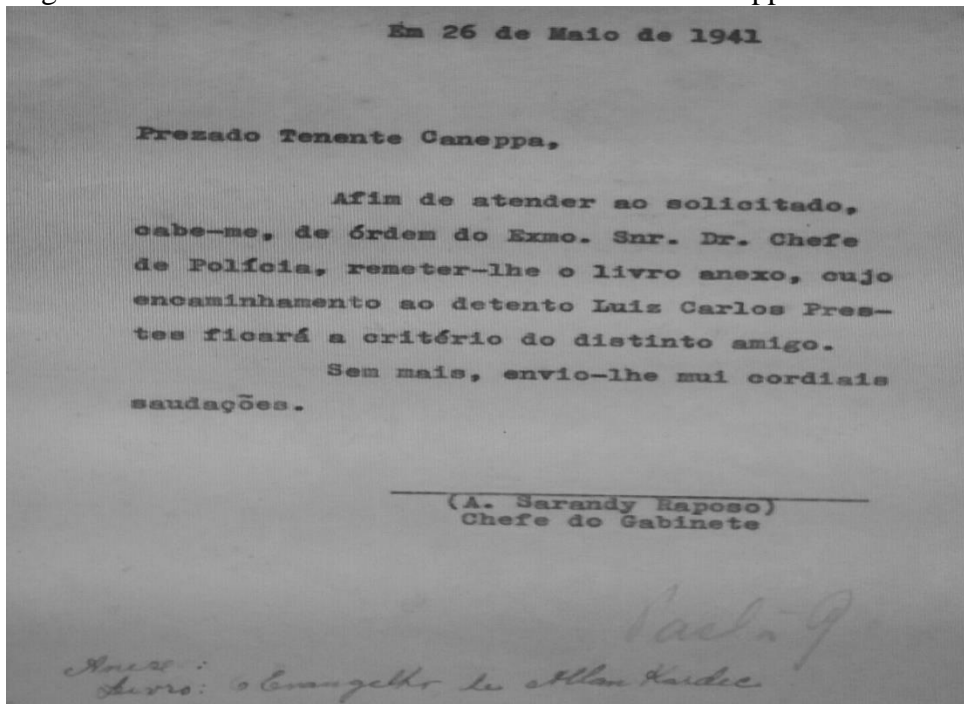 Em 26 de Maio de 1941
Prezado Tenente Caneppa,
Afim de atender ao solicitado,
cabe-me, de órdem do Exmo. Snr. Dr. Chefe
de Polícia, remeter-lhe o livro anexo, cujo
encaminhamento ao detento Luiz Carlos Pres-
tes ficará a critério do distinto amigo.
Sem mais, envio-lhe mui cordiais
saudações.
(A. Sarandy Raposo)
Chefe do Gabinete
Anexo :
Livro: O Evangelho de Allan Kardec